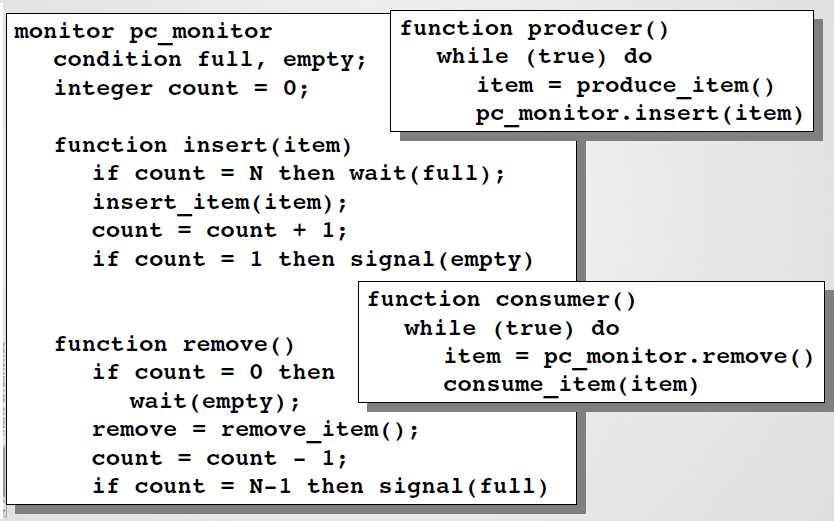 monitor pc_monitor
condition full, empty;
integer count = 0;
function insert(item)
if count = N then wait(full);
insert_item(item);
count = count + 1;
if count = 1 then signal(empty)
function remove()
if count = 0 then
wait(empty);
remove = remove_item();
count = count - 1;
if count = N-1 then signal(full)
function producer()
while (true) do
item = produce_item()
pc_monitor.insert(item)
function consumer()
while (true) do
item = pc_monitor.remove()
consume_item(item)